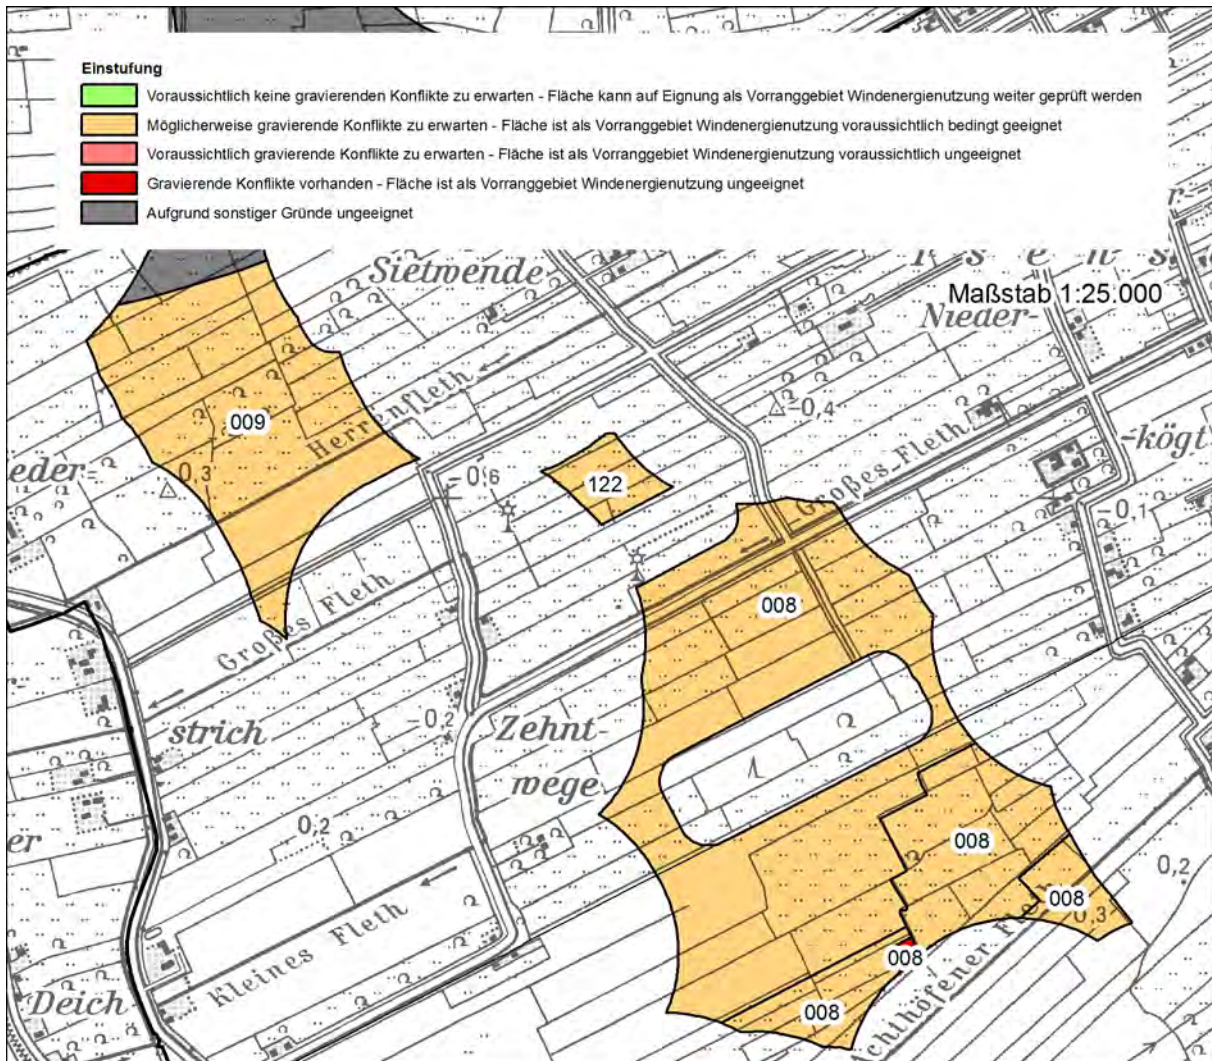 Einstufung
Voraussichtlich keine gravierenden Konflikte zu erwarten - Fläche kann auf Eignung als Vorranggebiet Windenergienutzung weiter geprüft werden
Möglicherweise gravierende Konflikte zu erwarten - Fläche ist als Vorranggebiet Windenergienutzung voraussichtlich bedingt geeignet
Voraussichtlich gravierende Konflikte zu erwarten - Fläche ist als Vorranggebiet Windenergienutzung voraussichtlich ungeeignet
Gravierende Konflikte vorhanden - Fläche ist als Vorranggebiet Windenergienutzung ungeeignet
Aufgrund sonstiger Gründe ungeeignet
Sietwende
Maßstab 1:25.000
Nieder-
-0,4
009
Herrenfleth
Großes-Fleth
-kögt
eder-
0,3
-0,6
122
-0,1
008
Großes Fleth
-0,2
Zehnt-
wege
strich
0,2
er
008
0,2
008
0,3
Kleines Fleth
008
Deich
008